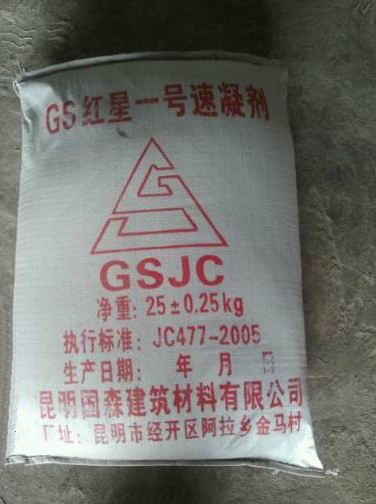 GS红星一号速凝剂
GSJC
净重：25±0.25kg
执行标准：JC477-2005
生产日期： 年 月 日
昆明固森建筑材料有限公司
厂址：昆明市经开区阿拉乡金马村